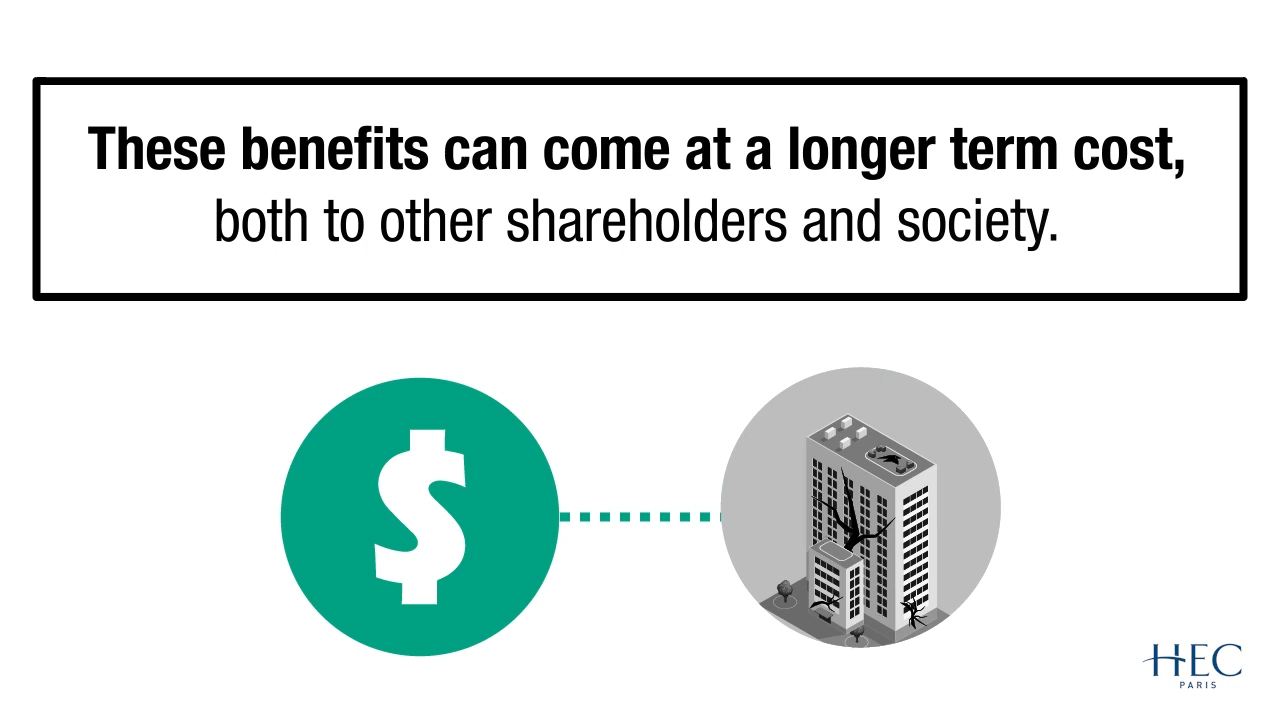 These benefits can come at a longer term cost,
both to other shareholders and society.
$
HEC
PARIS